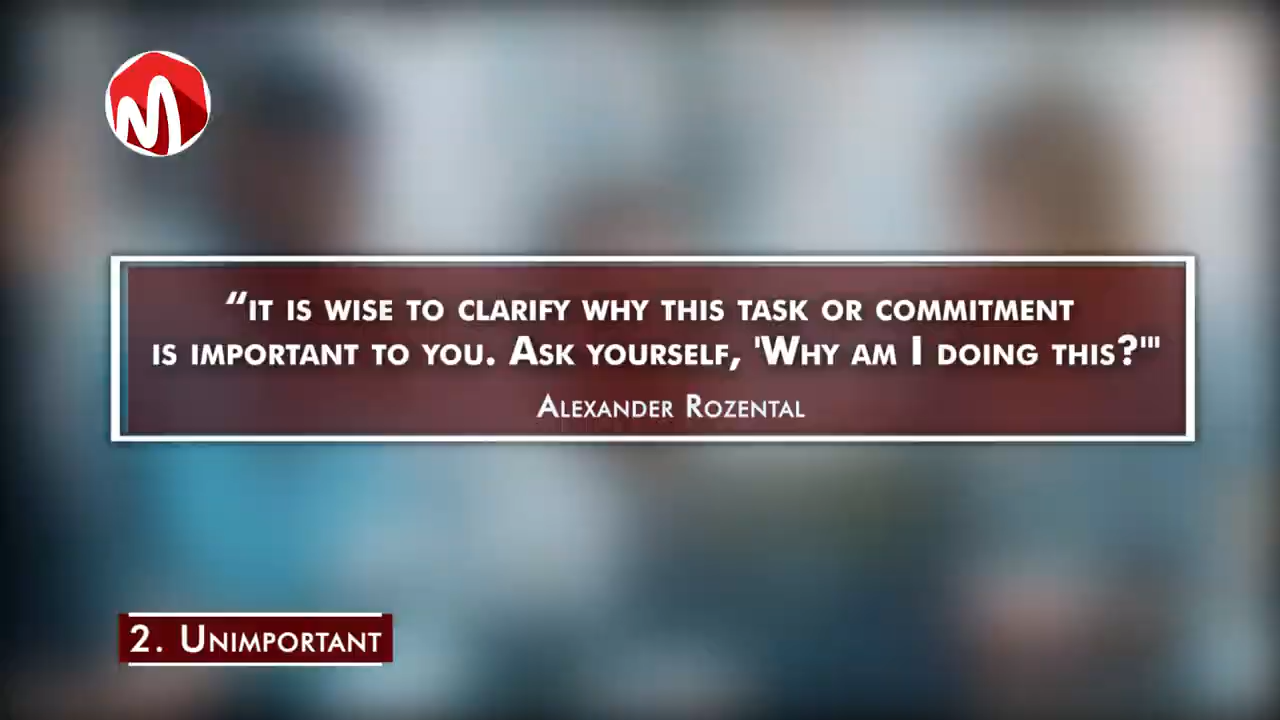 “IT IS WISE TO CLARIFY WHY THIS TASK OR COMMITMENT
IS IMPORTANT TO YOU. ASK YOURSELF, 'WHY AM I DOING THIS?'"
ALEXANDER ROZENTAL
2. UNIMPORTANT